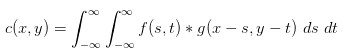 c(x, y) = ∫_{-∞}^{∞} ∫_{-∞}^{∞} f(s, t) * g(x − s, y − t) ds dt